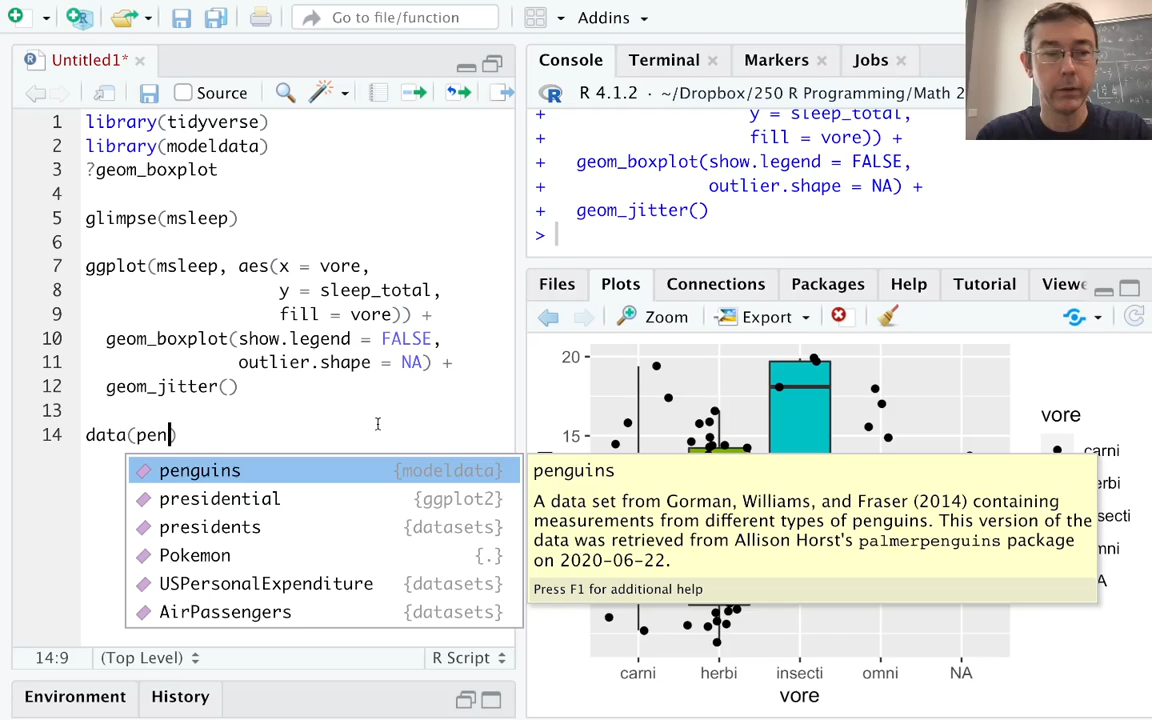 Go to file/function
Addins
Untitled1*
Source
1 library(tidyverse)
2 library(modeldata)
3 ?geom_boxplot
4
5 glimpse(msleep)
6
7 ggplot(msleep, aes(x = vore,
8 y = sleep_total,
9 fill = vore)) +
10 geom_boxplot(show.legend = FALSE,
11 outlier.shape = NA) +
12 geom_jitter()
13
14 data(pen)
penguins {modeldata}
presidential {ggplot2}
presidents {datasets}
Pokemon {.}
USPersonalExpenditure {datasets}
AirPassengers {datasets}
penguins
A data set from Gorman, Williams, and Fraser (2014) containing
measurements from different types of penguins. This version of the
data was retrieved from Allison Horst's palmerpenguins package
on 2020-06-22.
Press F1 for additional help
14:9 (Top Level) R Script
Environment History
Console Terminal Markers Jobs
R 4.1.2 · ~/Dropbox/250 R Programming/Math 2
+ y = sleep_total,
+ fill = vore)) +
+ geom_boxplot(show.legend = FALSE,
+ outlier.shape = NA) +
+ geom_jitter()
>
Files Plots Connections Packages Help Tutorial Viewe
Zoom Export
20
15
vore
carni
erbi
secti
mni
A
carni herbi insecti omni NA
vore